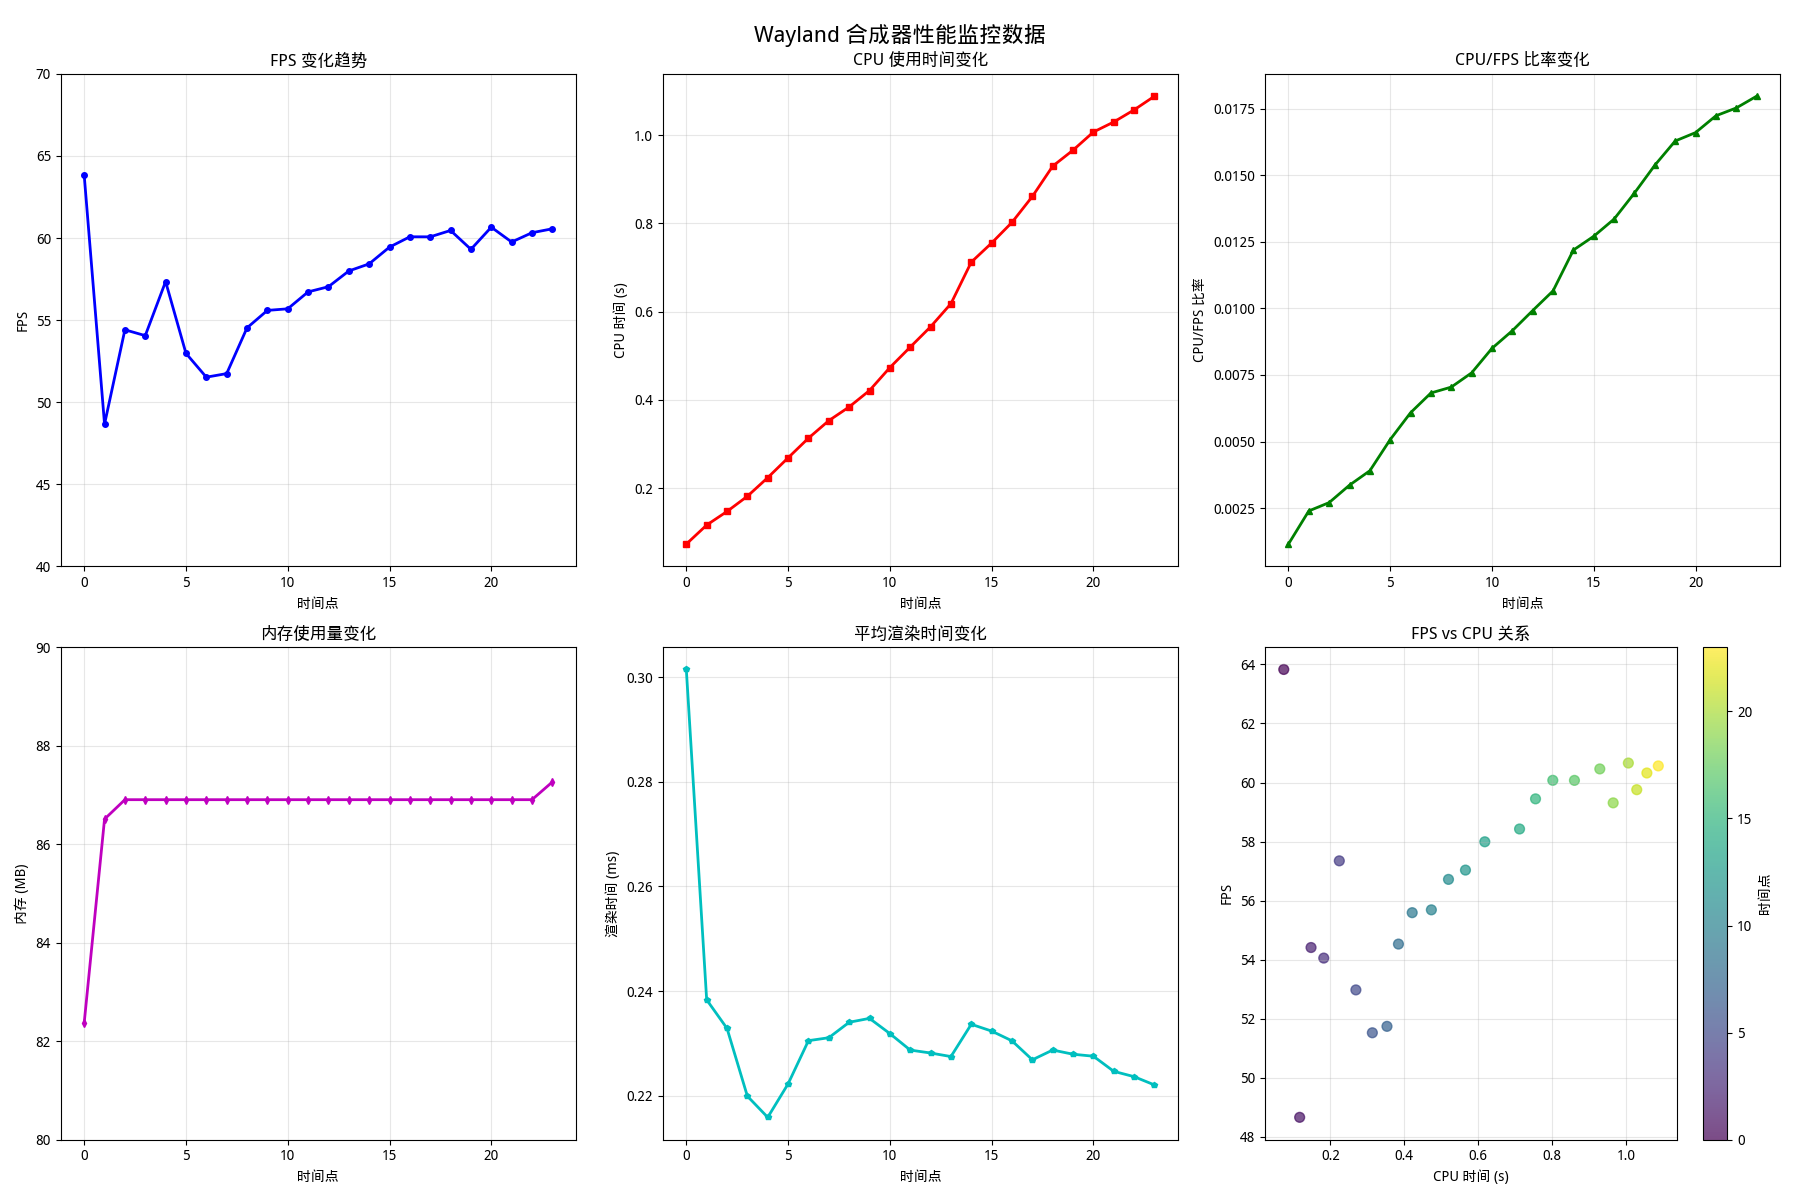 Wayland 合成器性能监控数据
FPS 变化趋势
70
65
60
55
50
45
40
FPS
0 5 10 15 20
时间点
CPU 使用时间变化
1.0
0.8
0.6
0.4
0.2
CPU 时间 (s)
0 5 10 15 20
时间点
CPU/FPS 比率变化
0.0175
0.0150
0.0125
0.0100
0.0075
0.0050
0.0025
CPU/FPS 比率
0 5 10 15 20
时间点
内存使用量变化
90
88
86
84
82
80
内存 (MB)
0 5 10 15 20
时间点
平均渲染时间变化
0.30
0.28
0.26
0.24
0.22
渲染时间 (ms)
0 5 10 15 20
时间点
FPS vs CPU 关系
64
62
60
58
56
54
52
50
48
FPS
0.2 0.4 0.6 0.8 1.0
CPU 时间 (s)
20
15
10
5
0
时间点